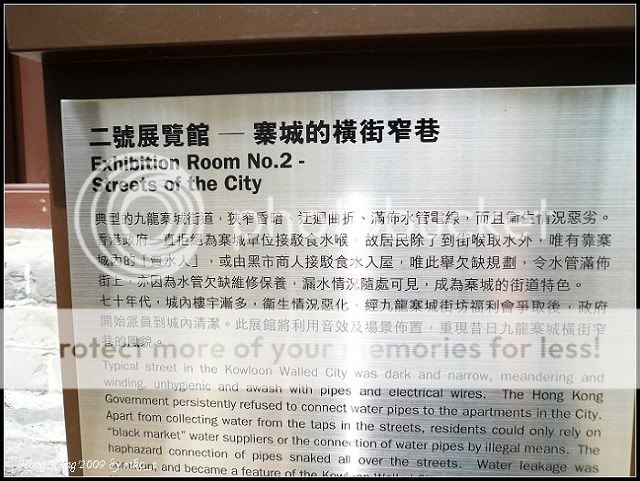 二號展覽館 — 寨城的橫街窄巷
Exhibition Room No.2 -
Streets of the City
典型的九龍寨城街道，狹窄昏暗、迂迴曲折、滿佈水管電線，而且衛生情況惡劣。
香港政府一直拒絕為寨城單位接駁食水喉，故居民除了到街喉取水外，唯有靠寨
城內的「賣水人」，或由黑市商人接駁食水入屋，唯此舉欠缺規劃，令水管滿佈
街上，亦因為水管欠缺維修保養，漏水情況隨處可見，成為寨城的街道特色。
七十年代，城內樓宇漸多，衛生情況惡化，經九龍寨城街坊福利會爭取後，政府
開始派員到城內清潔。此展館將利用音效及場景佈置，重現昔日九龍寨城橫街窄
巷的風貌。
Typical street in the Kowloon Walled City was dark and narrow, meandering and
winding, unhygienic and awash with pipes and electrical wires. The Hong Kong
Government persistently refused to connect water pipes to the apartments in the City.
Apart from collecting water from the taps in the streets, residents could only rely on
"black market" water suppliers or the connection of water pipes by illegal means. The
haphazard connection of pipes snaked all over the streets. Water leakage was
and became a feature of the Kowloon Walled
photobucket
Protect more of your memories for less!
Hong Kong 2009 by